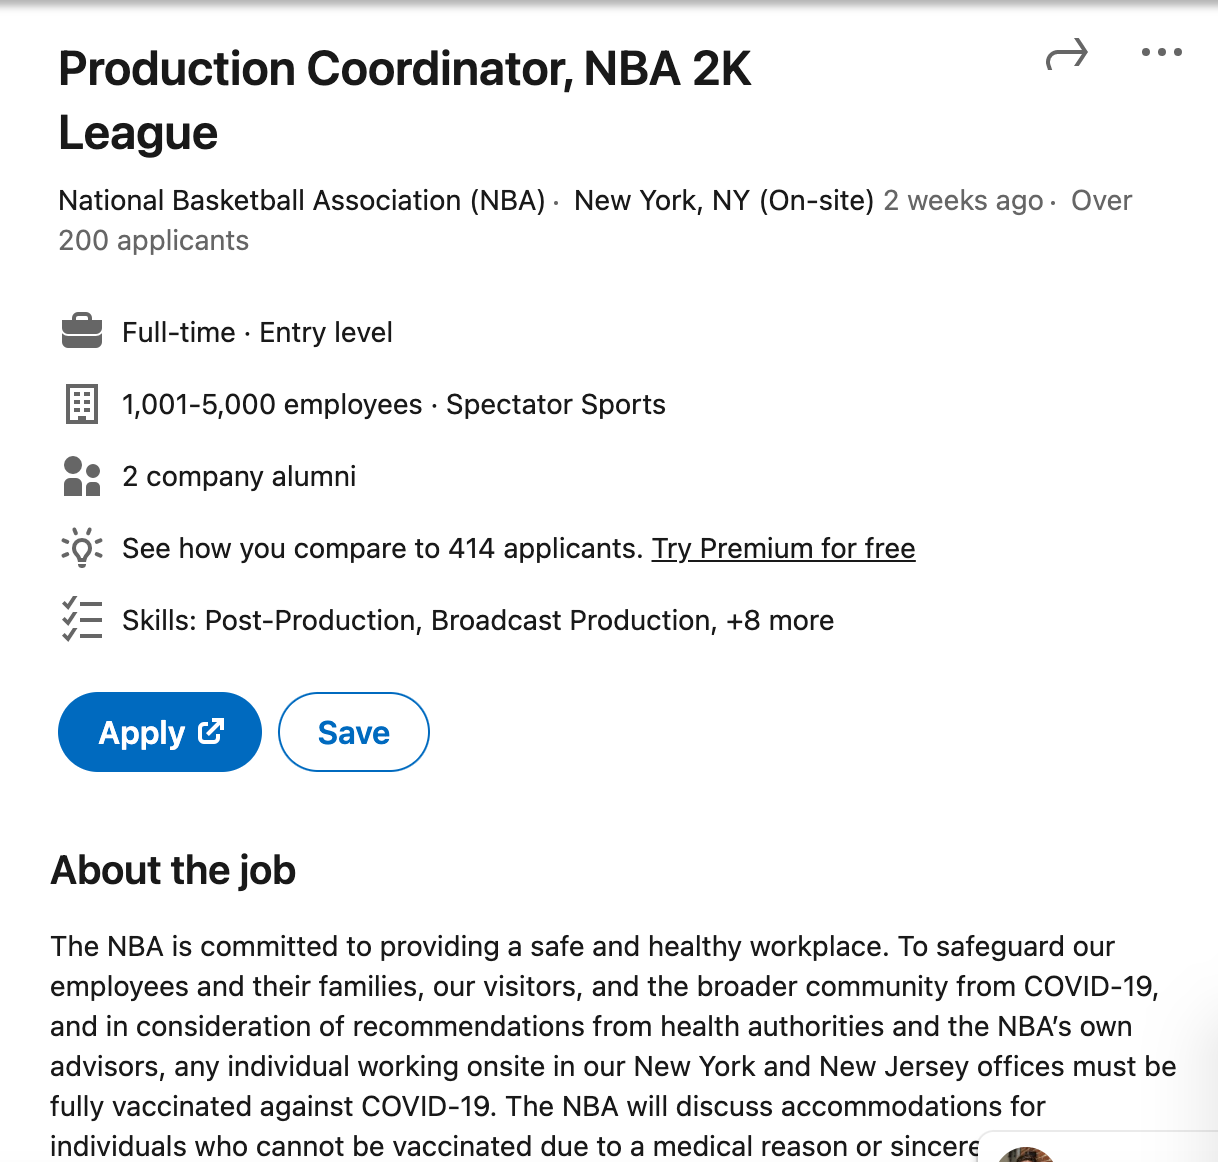 Production Coordinator, NBA 2K
League
National Basketball Association (NBA) · New York, NY (On-site) 2 weeks ago · Over
200 applicants
Full-time · Entry level
1,001-5,000 employees · Spectator Sports
2 company alumni
See how you compare to 414 applicants. Try Premium for free
Skills: Post-Production, Broadcast Production, +8 more
Apply
Save
About the job
The NBA is committed to providing a safe and healthy workplace. To safeguard our
employees and their families, our visitors, and the broader community from COVID-19,
and in consideration of recommendations from health authorities and the NBA’s own
advisors, any individual working onsite in our New York and New Jersey offices must be
fully vaccinated against COVID-19. The NBA will discuss accommodations for
individuals who cannot be vaccinated due to a medical reason or sincere